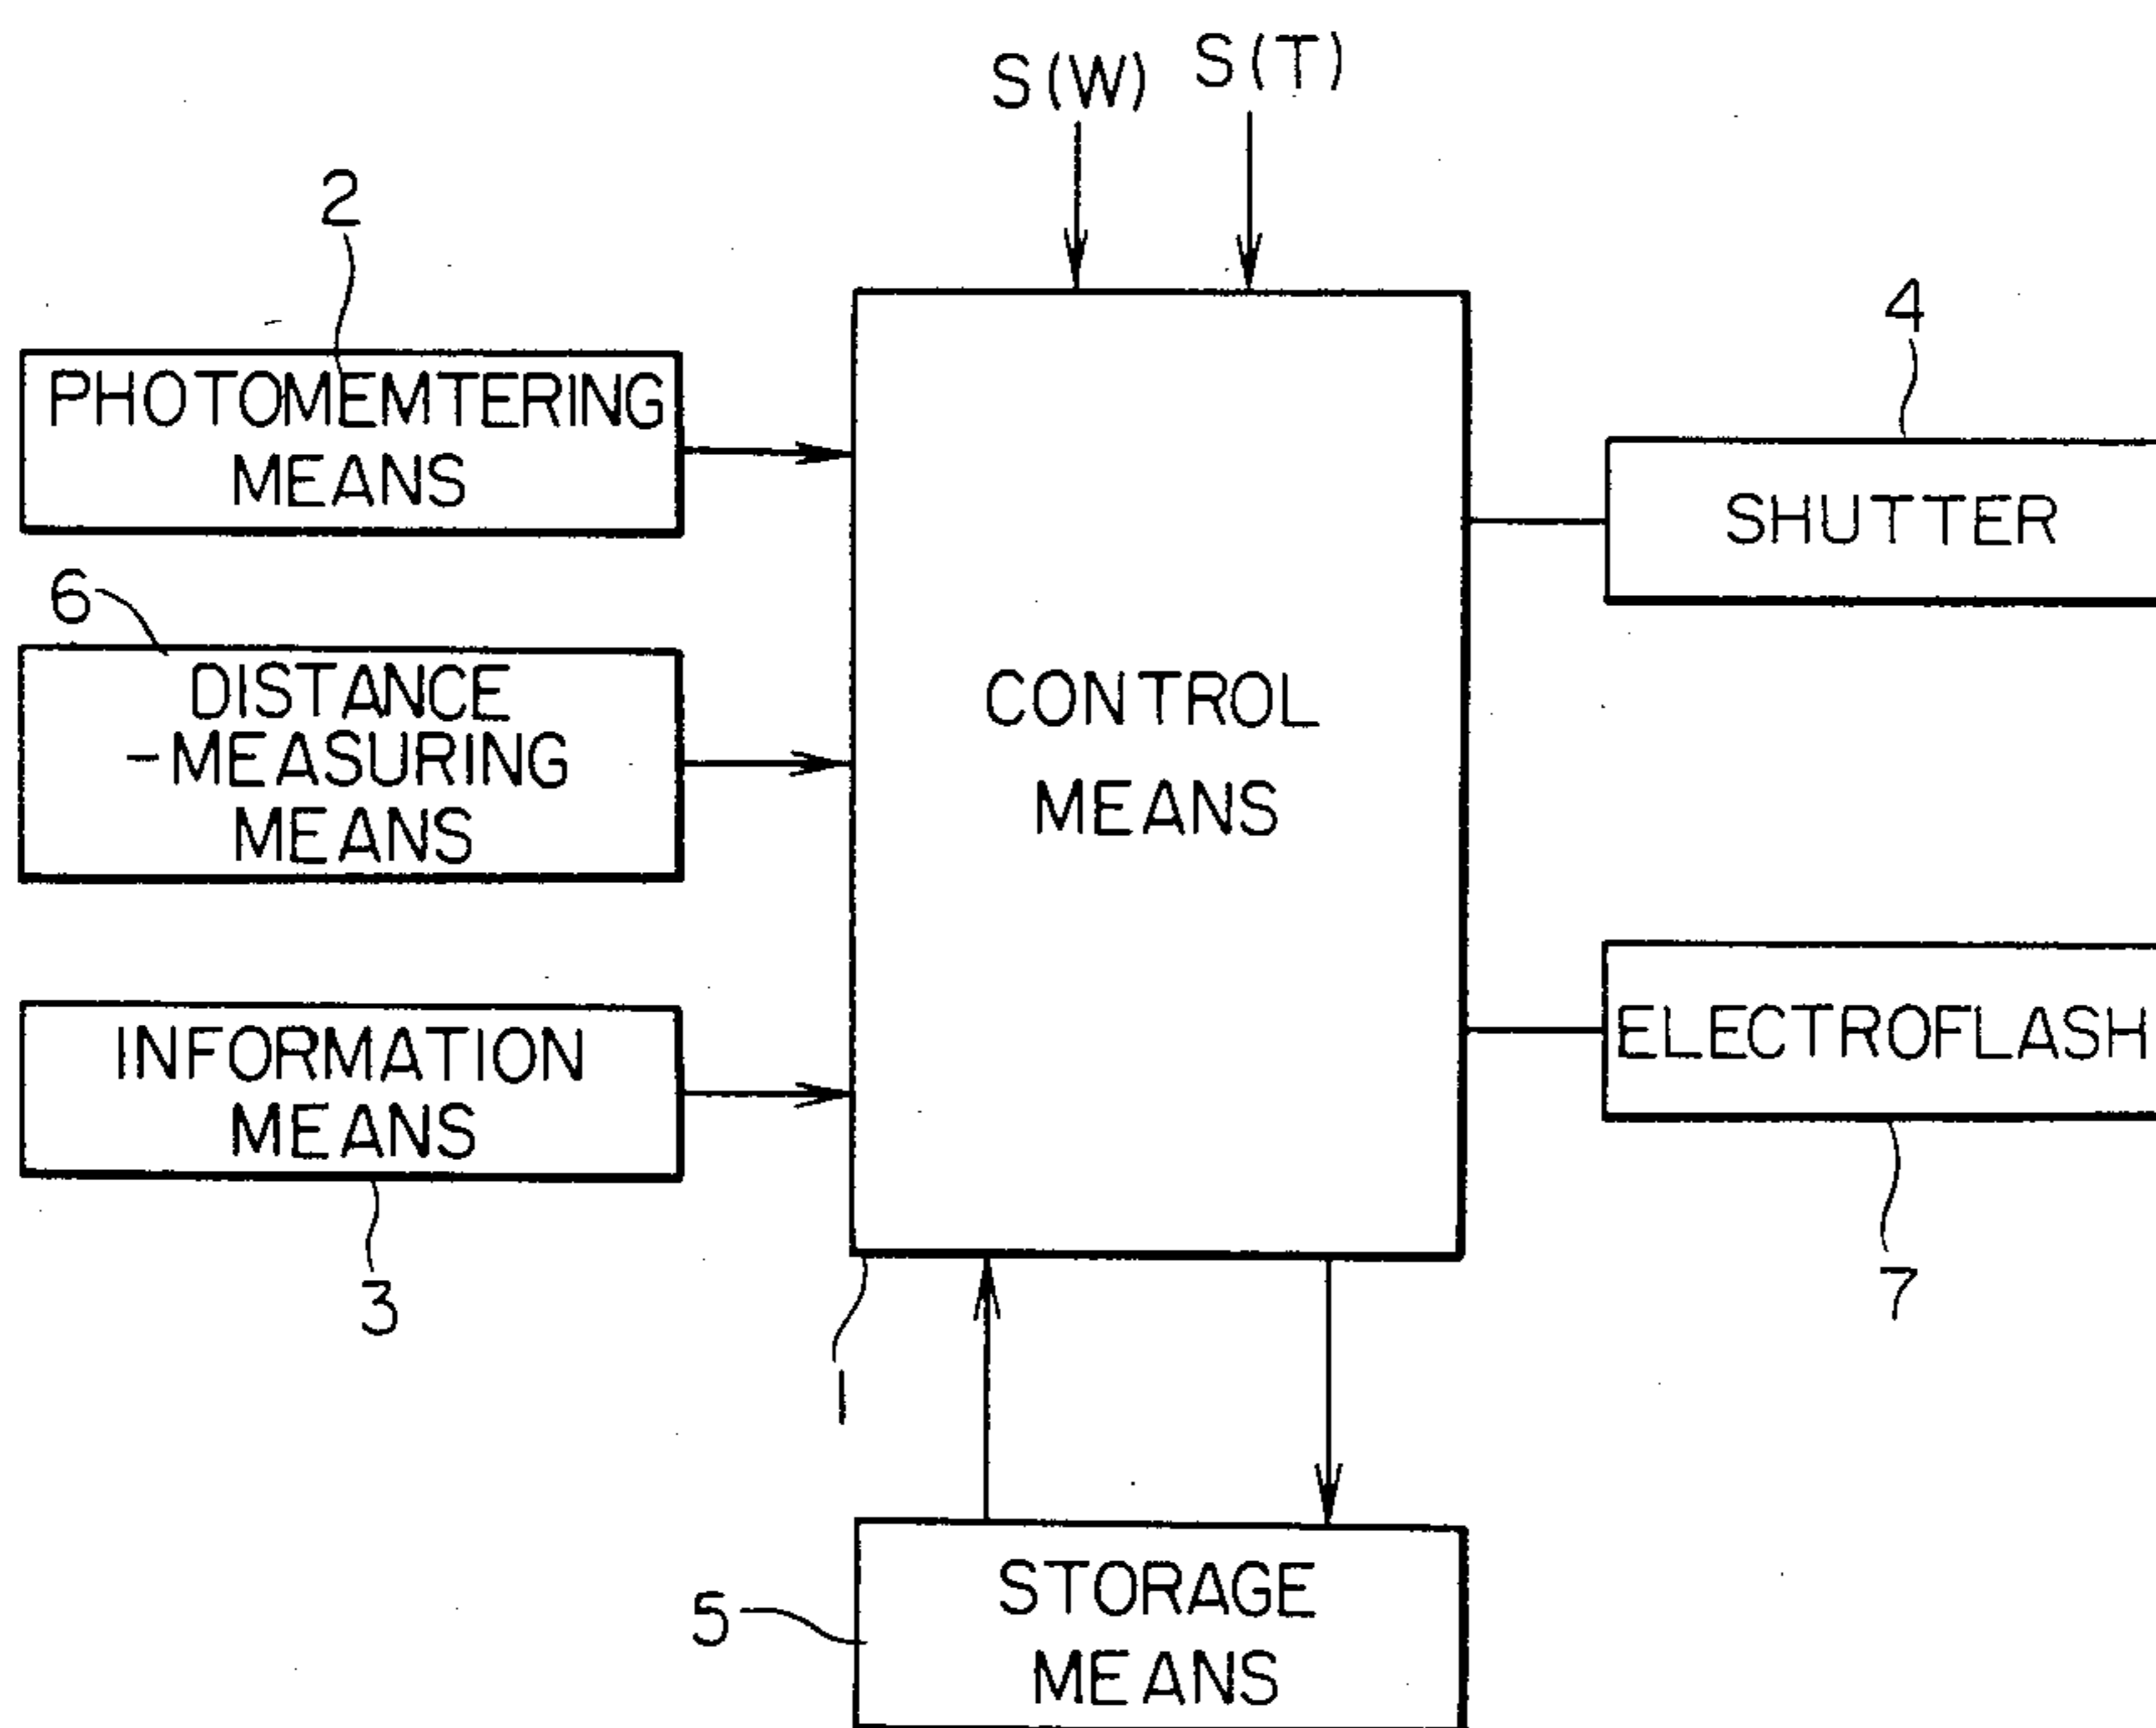 S(W) S(T)
2
PHOTOMEMTERING
MEANS
6
DISTANCE
-MEASURING
MEANS
INFORMATION
MEANS
3
CONTROL
MEANS
1
4
SHUTTER
ELECTROFLASH
7
5
STORAGE
MEANS